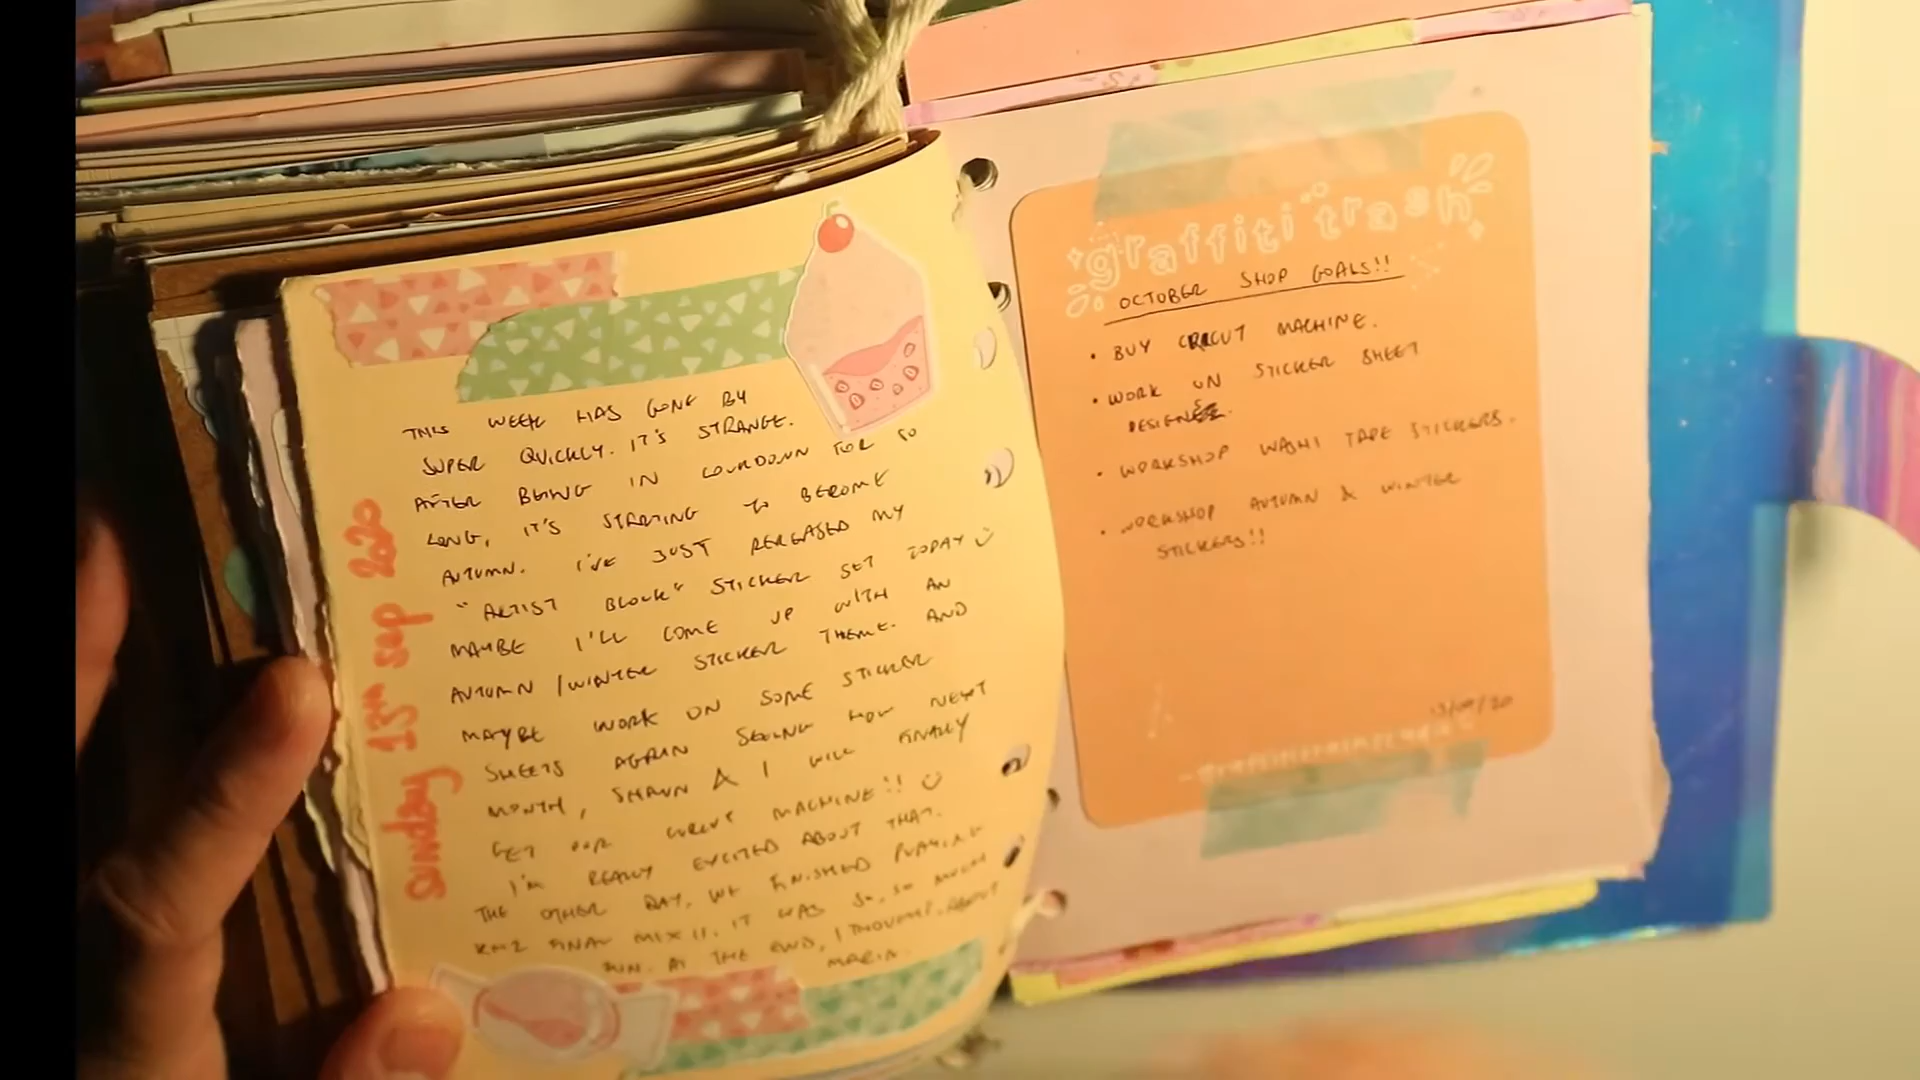 Sunday 13th sep 2020
THIS WEEK HAS GONE BY
SUPER QUICKLY. IT'S STRANGE.
AFTER BEING IN LOCKDOWN FOR SO
LONG, IT'S STARTING TO BECOME
AUTUMN. I'VE JUST RELEASED MY
"ARTIST BLOCK" STICKER SET TODAY
MAYBE I'LL COME UP WITH AN
AUTUMN / WINTER STICKER THEME. AND
MAYBE WORK ON SOME STICKER
SHEETS AGAIN SEEING HOW NEXT
MONTH, SHAUN & I WILL FINALLY
GET OUR CRICUT MACHINE!!
I'M REALLY EXCITED ABOUT THAT.
THE OTHER DAY, WE FINISHED PLAYING
KH2 FINAL MIX!!. IT WAS SO, SO MUCH
FUN. AT THE END, I THOUGHT ABOUT
graffiti trash
OCTOBER SHOP GOALS!!
• BUY CRICUT MACHINE.
• WORK ON STICKER SHEET
DESIGNS.
• WORKSHOP WASHI TAPE STICKERS.
• WORKSHOP AUTUMN & WINTER
STICKERS!!
13/09/20